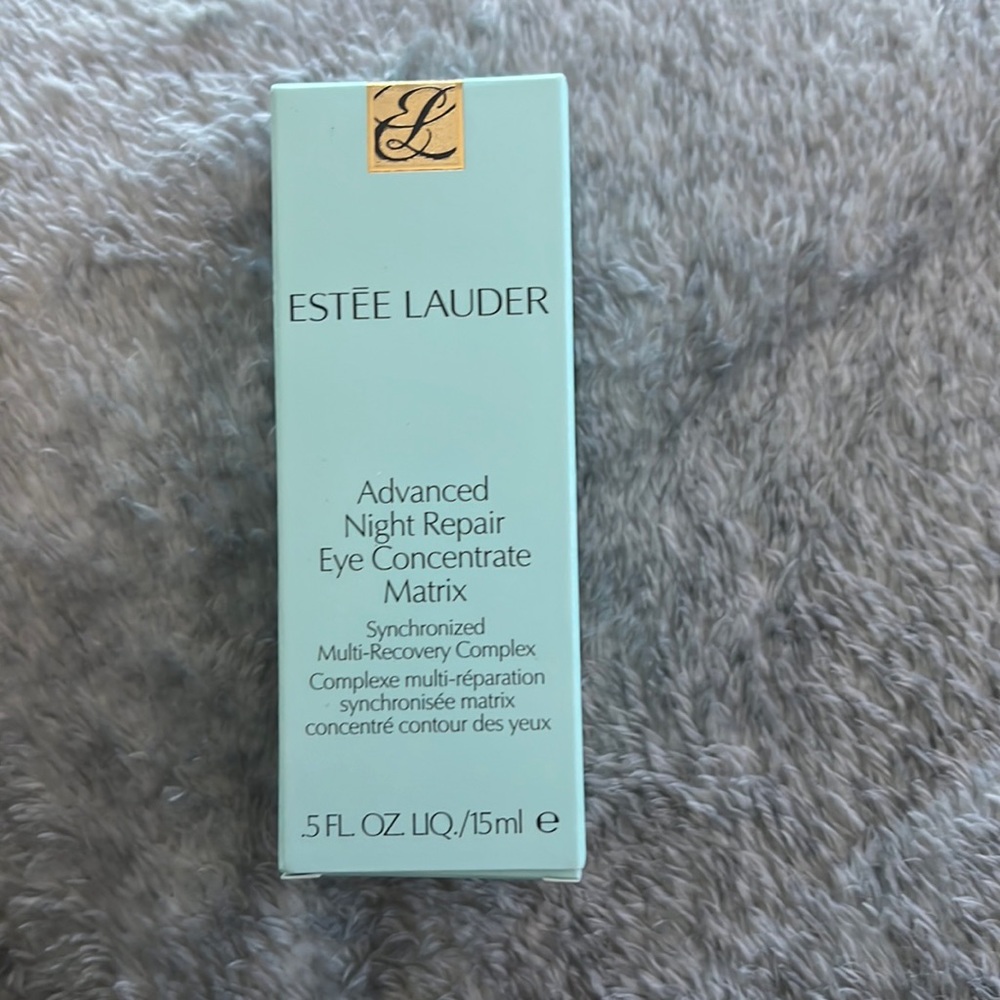 EL
ESTĒE LAUDER
Advanced
Night Repair
Eye Concentrate
Matrix
Synchronized
Multi-Recovery Complex
Complexe multi-réparation
synchronisée matrix
concentré contour des yeux
.5 FL. OZ. LIQ./15ml ℮